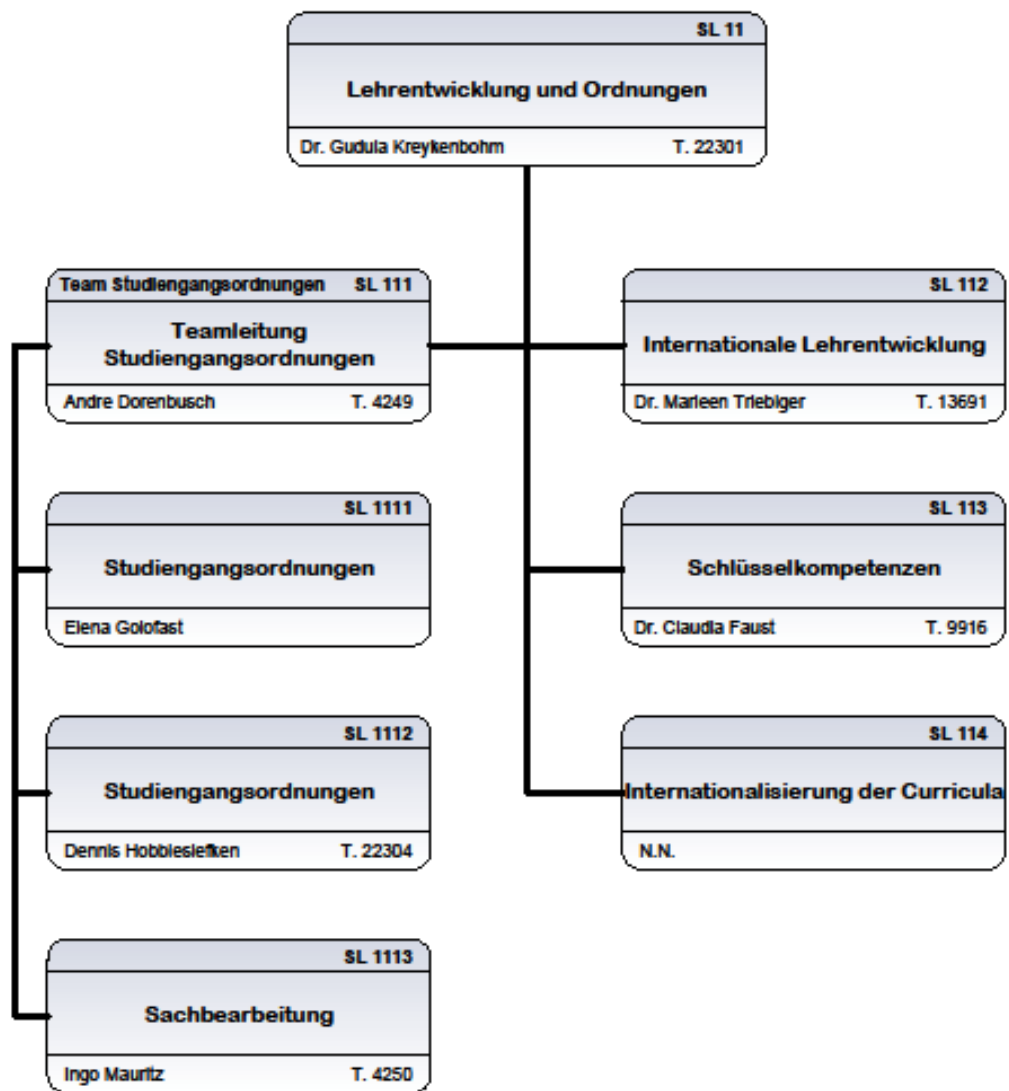 SL 11
Lehrentwicklung und Ordnungen
Dr. Gudula Kreykenbohm T. 22301
Team Studiengangsordnungen SL 111
Teamleitung
Studiengangsordnungen
Andre Dorenbusch T. 4249
SL 112
Internationale Lehrentwicklung
Dr. Marleen Triebiger T. 13691
SL 1111
Studiengangsordnungen
Elena Golofast
SL 113
Schlüsselkompetenzen
Dr. Claudia Faust T. 9916
SL 1112
Studiengangsordnungen
Dennis Hobbiesiefken T. 22304
SL 114
Internationalisierung der Curricula
N.N.
SL 1113
Sachbearbeitung
Ingo Mauritz T. 4250